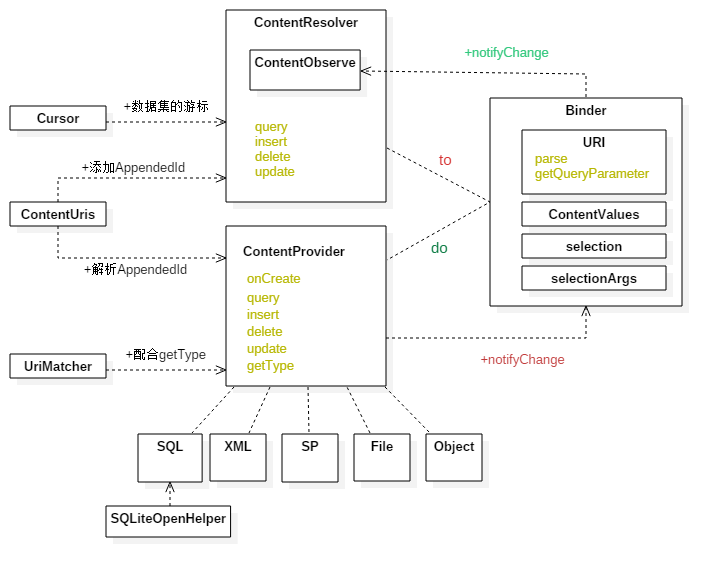 ContentResolver
ContentObserve
query
insert
delete
update
+notifyChange
Cursor
+数据集的游标
+添加AppendedId
ContentUris
+解析AppendedId
to
do
Binder
URI
parse
getQueryParameter
ContentValues
selection
selectionArgs
ContentProvider
onCreate
query
insert
delete
update
getType
+notifyChange
UriMatcher
+配合getType
SQL
XML
SP
File
Object
SQLiteOpenHelper